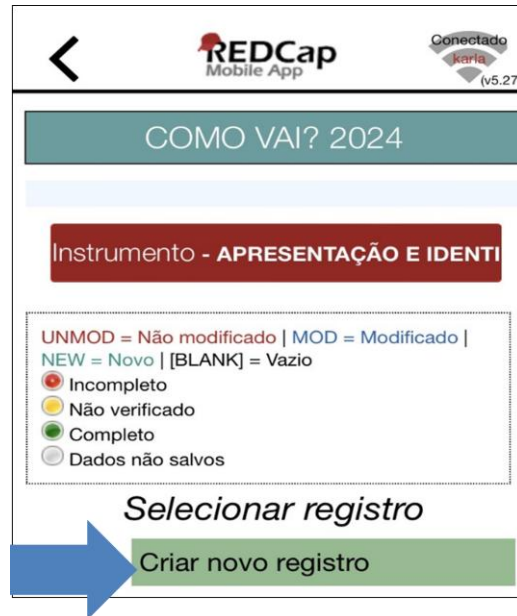 REDCap
Mobile App
Conectado
karla
(v5.27
COMO VAI? 2024
Instrumento - APRESENTAÇÃO E IDENTI
UNMOD = Não modificado | MOD = Modificado |
NEW = Novo | [BLANK] = Vazio
Incompleto
Não verificado
Completo
Dados não salvos
Selecionar registro
Criar novo registro